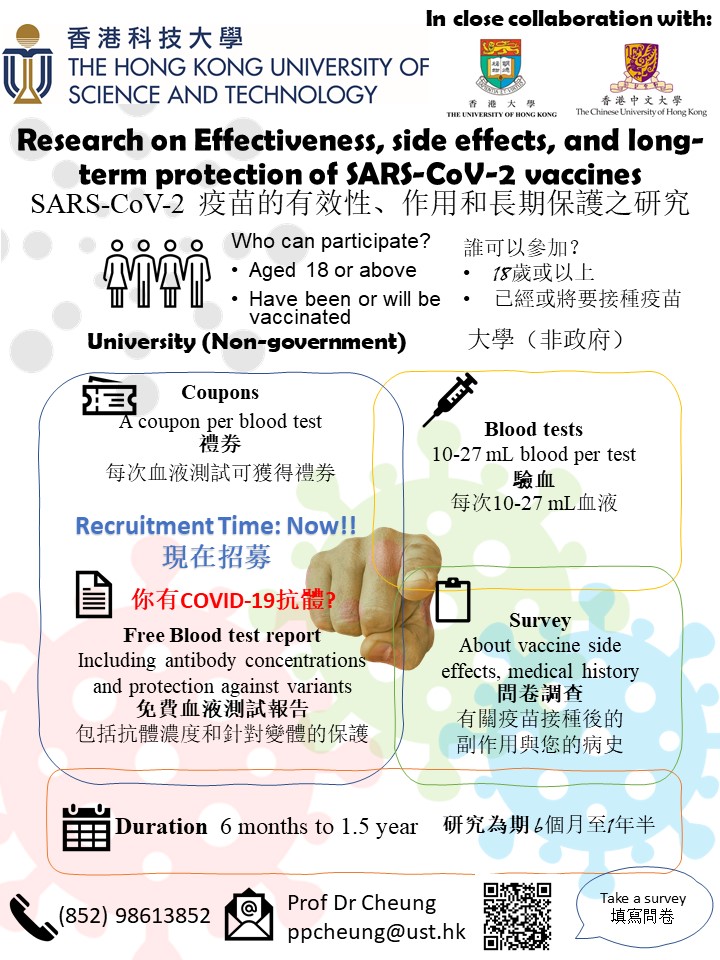 In close collaboration with:
香港科技大學
THE HONG KONG UNIVERSITY OF
SCIENCE AND TECHNOLOGY
香港大學
THE UNIVERSITY OF HONG KONG
香港中文大學
The Chinese University of Hong Kong
Research on Effectiveness, side effects, and long-
term protection of SARS-CoV-2 vaccines
SARS-CoV-2 疫苗的有效性、作用和長期保護之研究
Who can participate?
• Aged 18 or above
• Have been or will be
vaccinated
誰可以參加?
• 18歲或以上
• 已經或將要接種疫苗
University (Non-government)
大學（非政府）
Coupons
A coupon per blood test
禮券
每次血液測試可獲得禮券
Blood tests
10-27 mL blood per test
驗血
每次10-27 mL血液
Recruitment Time: Now!!
現在招募
你有COVID-19抗體?
Free Blood test report
Including antibody concentrations
and protection against variants
免費血液測試報告
包括抗體濃度和針對變體的保護
Survey
About vaccine side
effects, medical history
問卷調查
有關疫苗接種後的
副作用與您的病史
Duration 6 months to 1.5 year
研究為期6個月至1年半
(852) 98613852
Prof Dr Cheung
ppcheung@ust.hk
Take a survey
填寫問卷